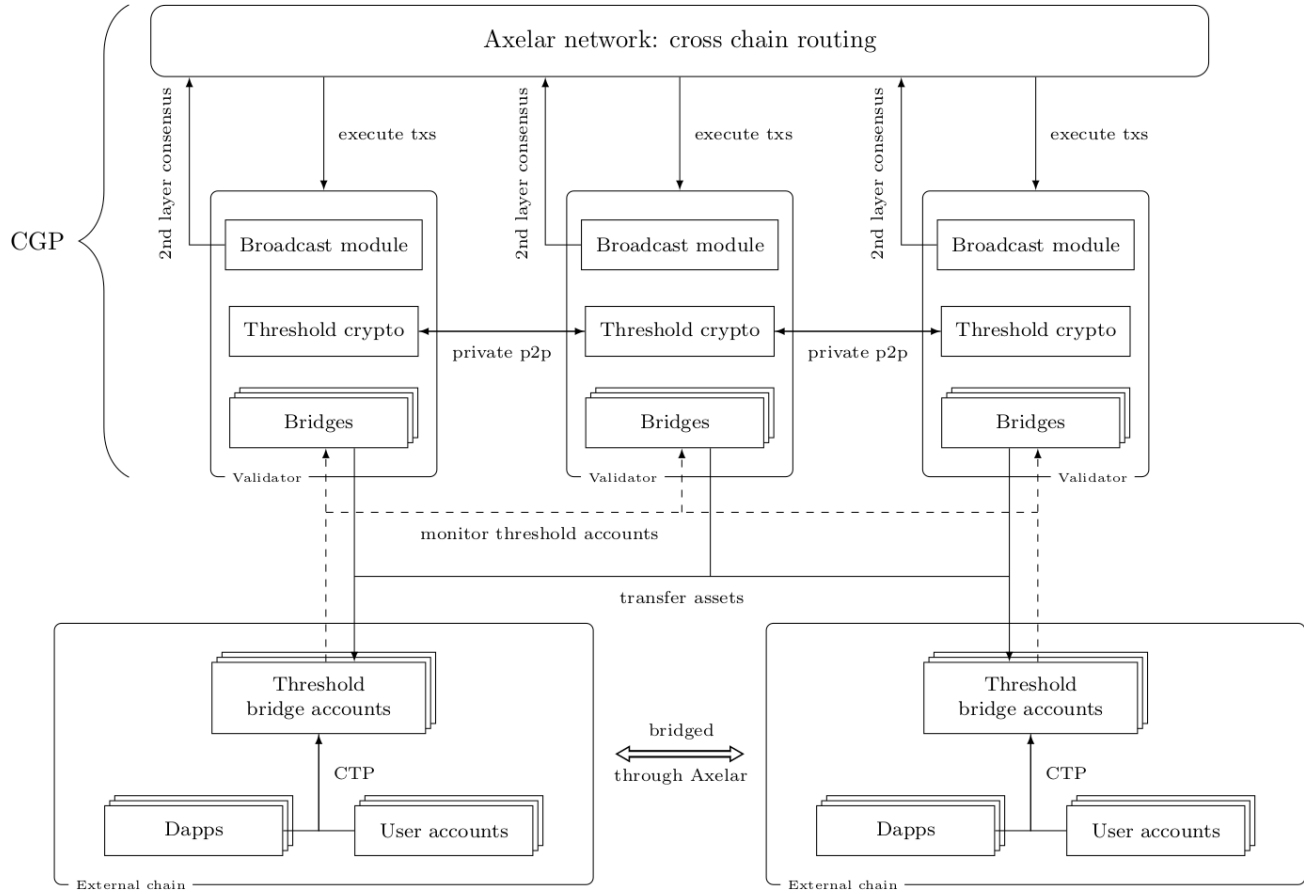 Axelar network: cross chain routing
2nd layer consensus
execute txs
2nd layer consensus
execute txs
2nd layer consensus
execute txs
CGP
Broadcast module
Broadcast module
Broadcast module
Threshold crypto
private p2p
Threshold crypto
private p2p
Threshold crypto
Bridges
Bridges
Bridges
Validator
Validator
Validator
monitor threshold accounts
transfer assets
Threshold
bridge accounts
Threshold
bridge accounts
bridged
through Axelar
CTP
CTP
Dapps
User accounts
Dapps
User accounts
External chain
External chain